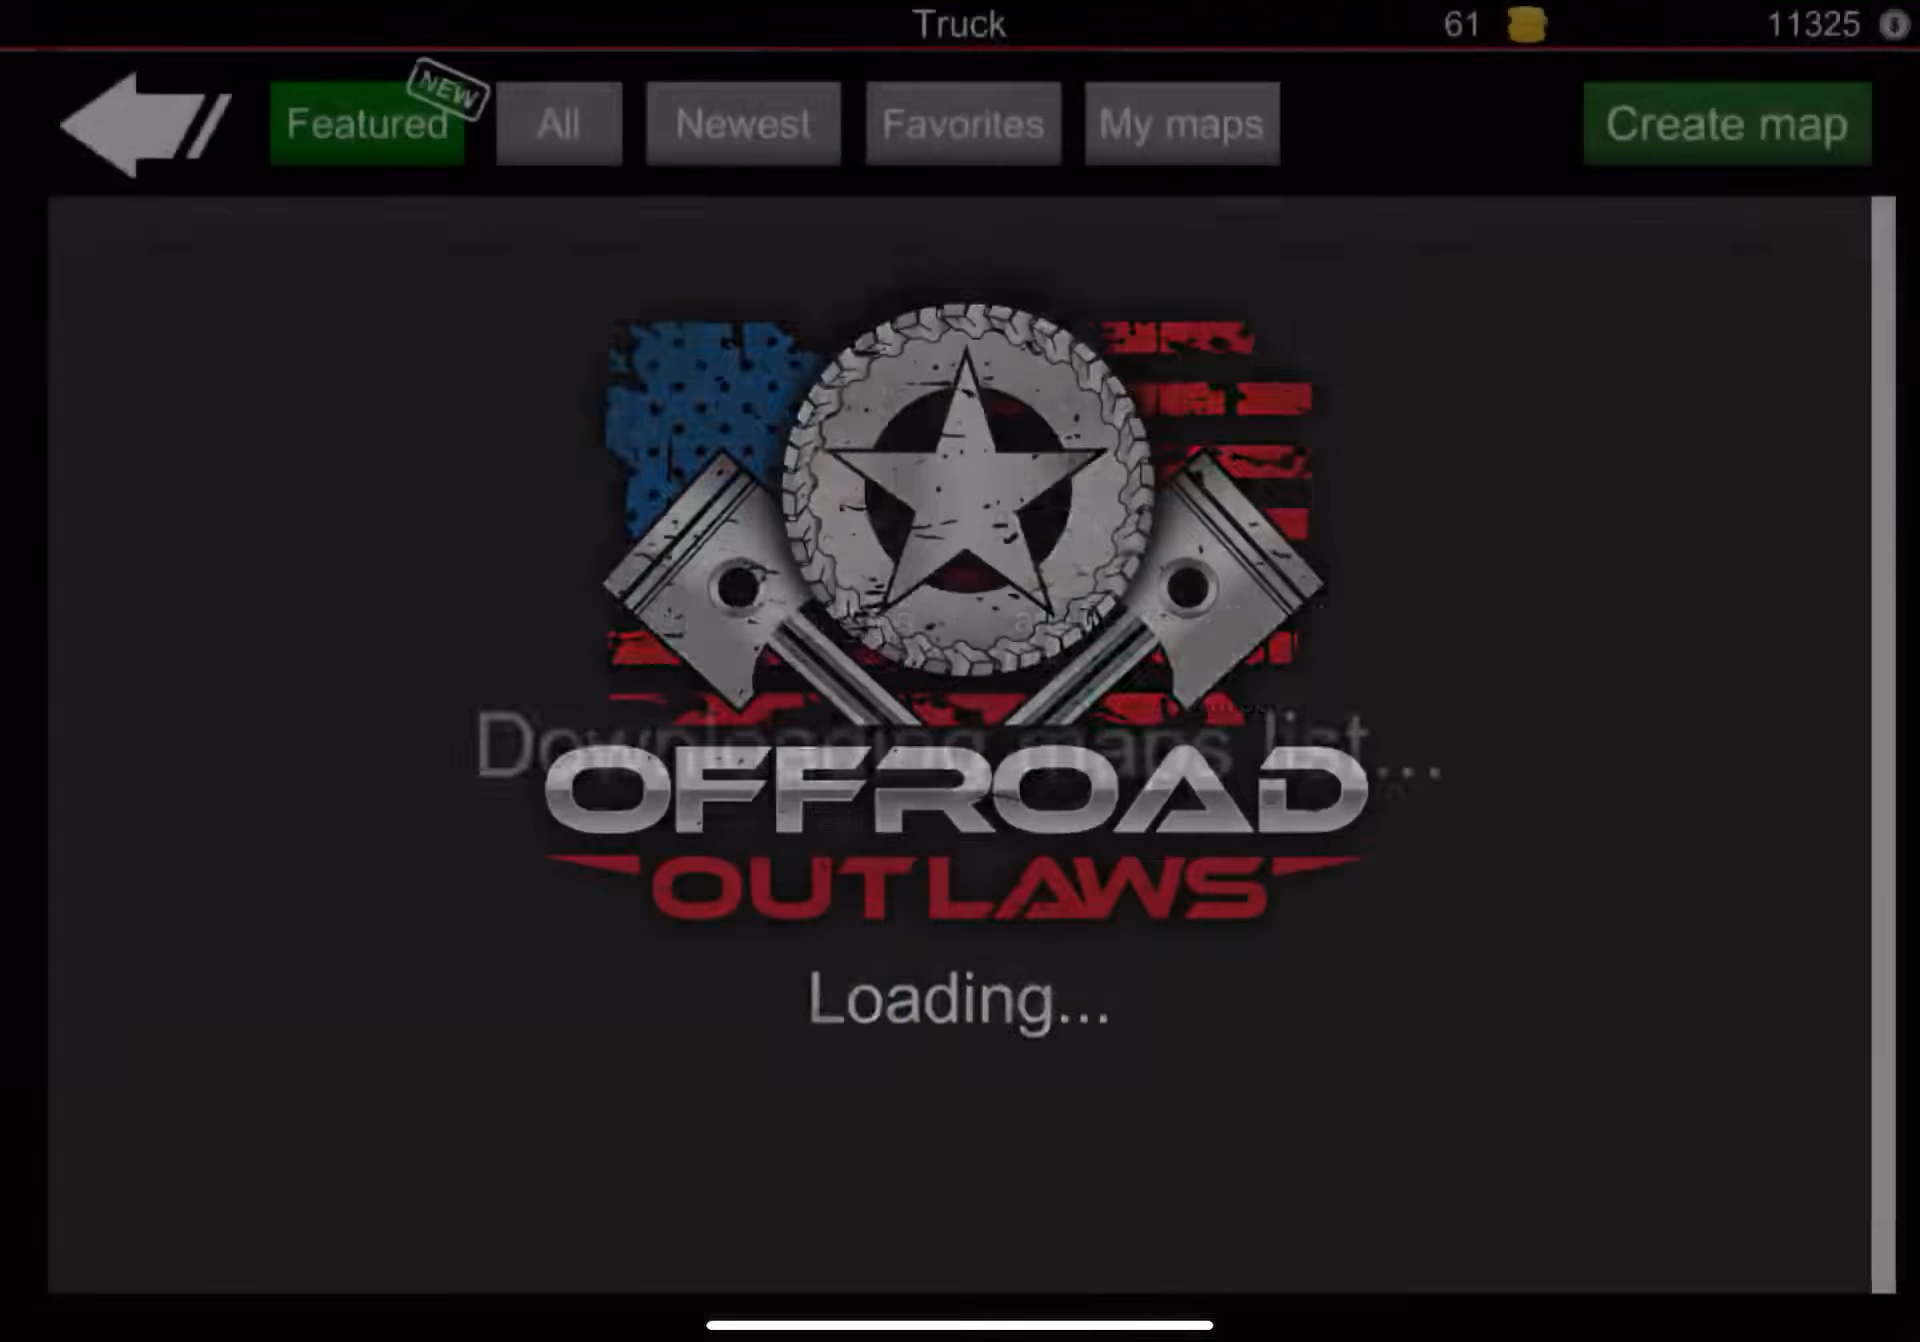 Truck
61
11325
NEW
Featured
All
Newest
Favorites
My maps
Create map
Downloading maps list...
OFFROAD
OUTLAWS
Loading...